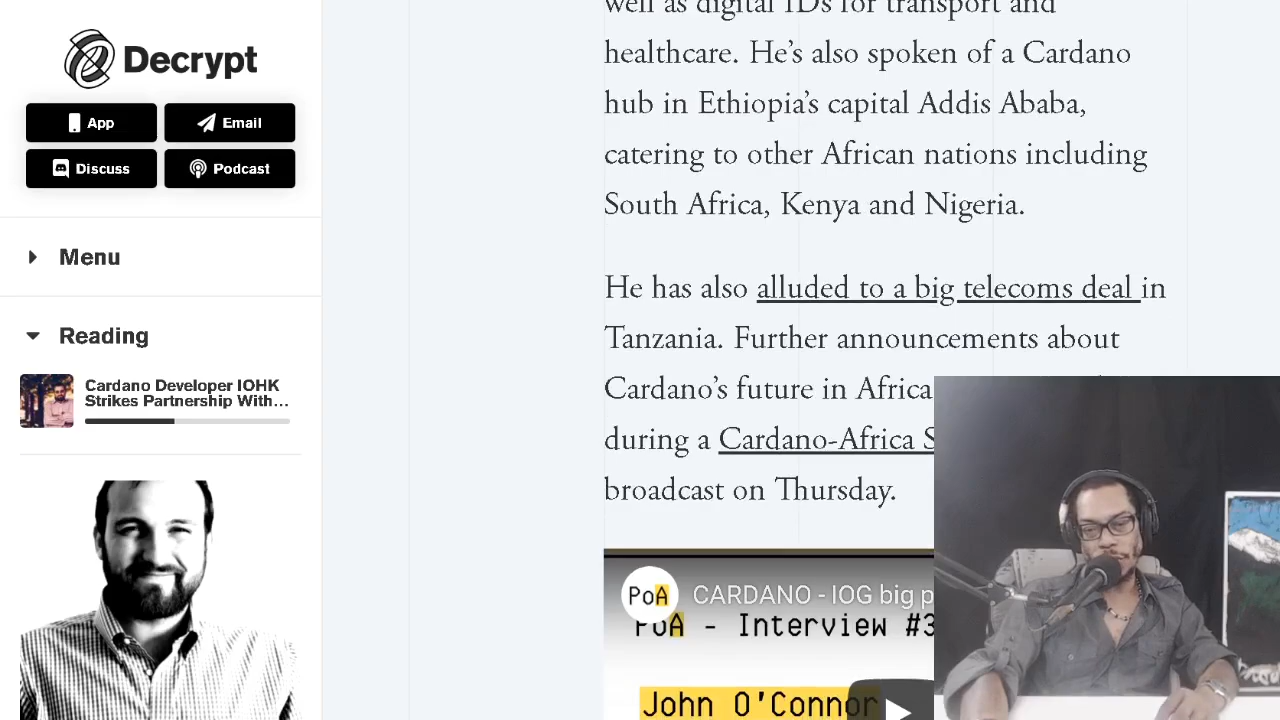 Decrypt
App
Email
Discuss
Podcast
Menu
Reading
Cardano Developer IOHK
Strikes Partnership With...
well as digital IDs for transport and
healthcare. He’s also spoken of a Cardano
hub in Ethiopia’s capital Addis Ababa,
catering to other African nations including
South Africa, Kenya and Nigeria.
He has also alluded to a big telecoms deal in
Tanzania. Further announcements about
Cardano’s future in Africa
during a Cardano-Africa S
broadcast on Thursday.
PoA
CARDANO - IOG big p
PoA - Interview #3
John O'Connor